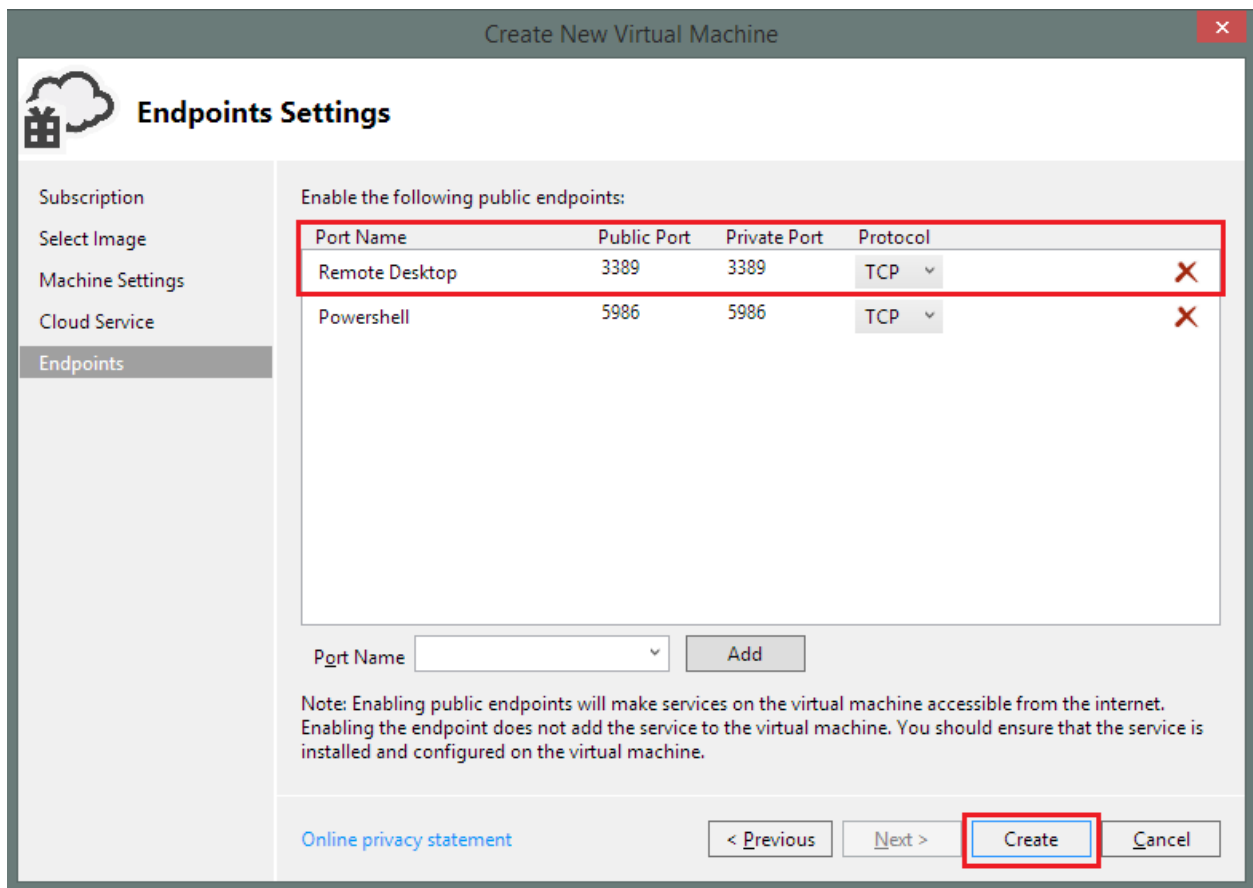 Create New Virtual Machine
Endpoints Settings
Subscription
Select Image
Machine Settings
Cloud Service
Endpoints
Enable the following public endpoints:
Port Name Public Port Private Port Protocol
Remote Desktop 3389 3389 TCP
Powershell 5986 5986 TCP
Port Name Add
Note: Enabling public endpoints will make services on the virtual machine accessible from the internet.
Enabling the endpoint does not add the service to the virtual machine. You should ensure that the service is
installed and configured on the virtual machine.
Online privacy statement < Previous Next > Create Cancel